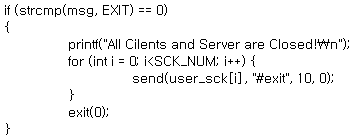 if (strcmp(msg, EXIT) == 0)
{
printf("All Cilents and Server are Closed!₩n");
for (int i = 0; i<SCK_NUM; i++) {
send(user_sck[i], "#exit", 10, 0);
}
exit(0);
}